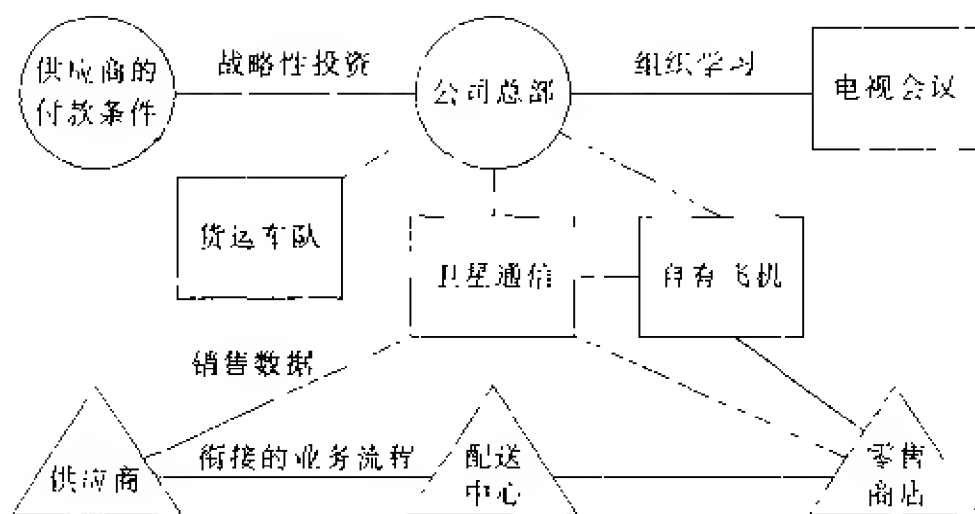 供应商的
付款条件
战略性投资
公司总部
组织学习
电视会议
货运车队
卫星通信
自有飞机
销售数据
供应商
衔接的业务流程
配送
中心
零售
商店